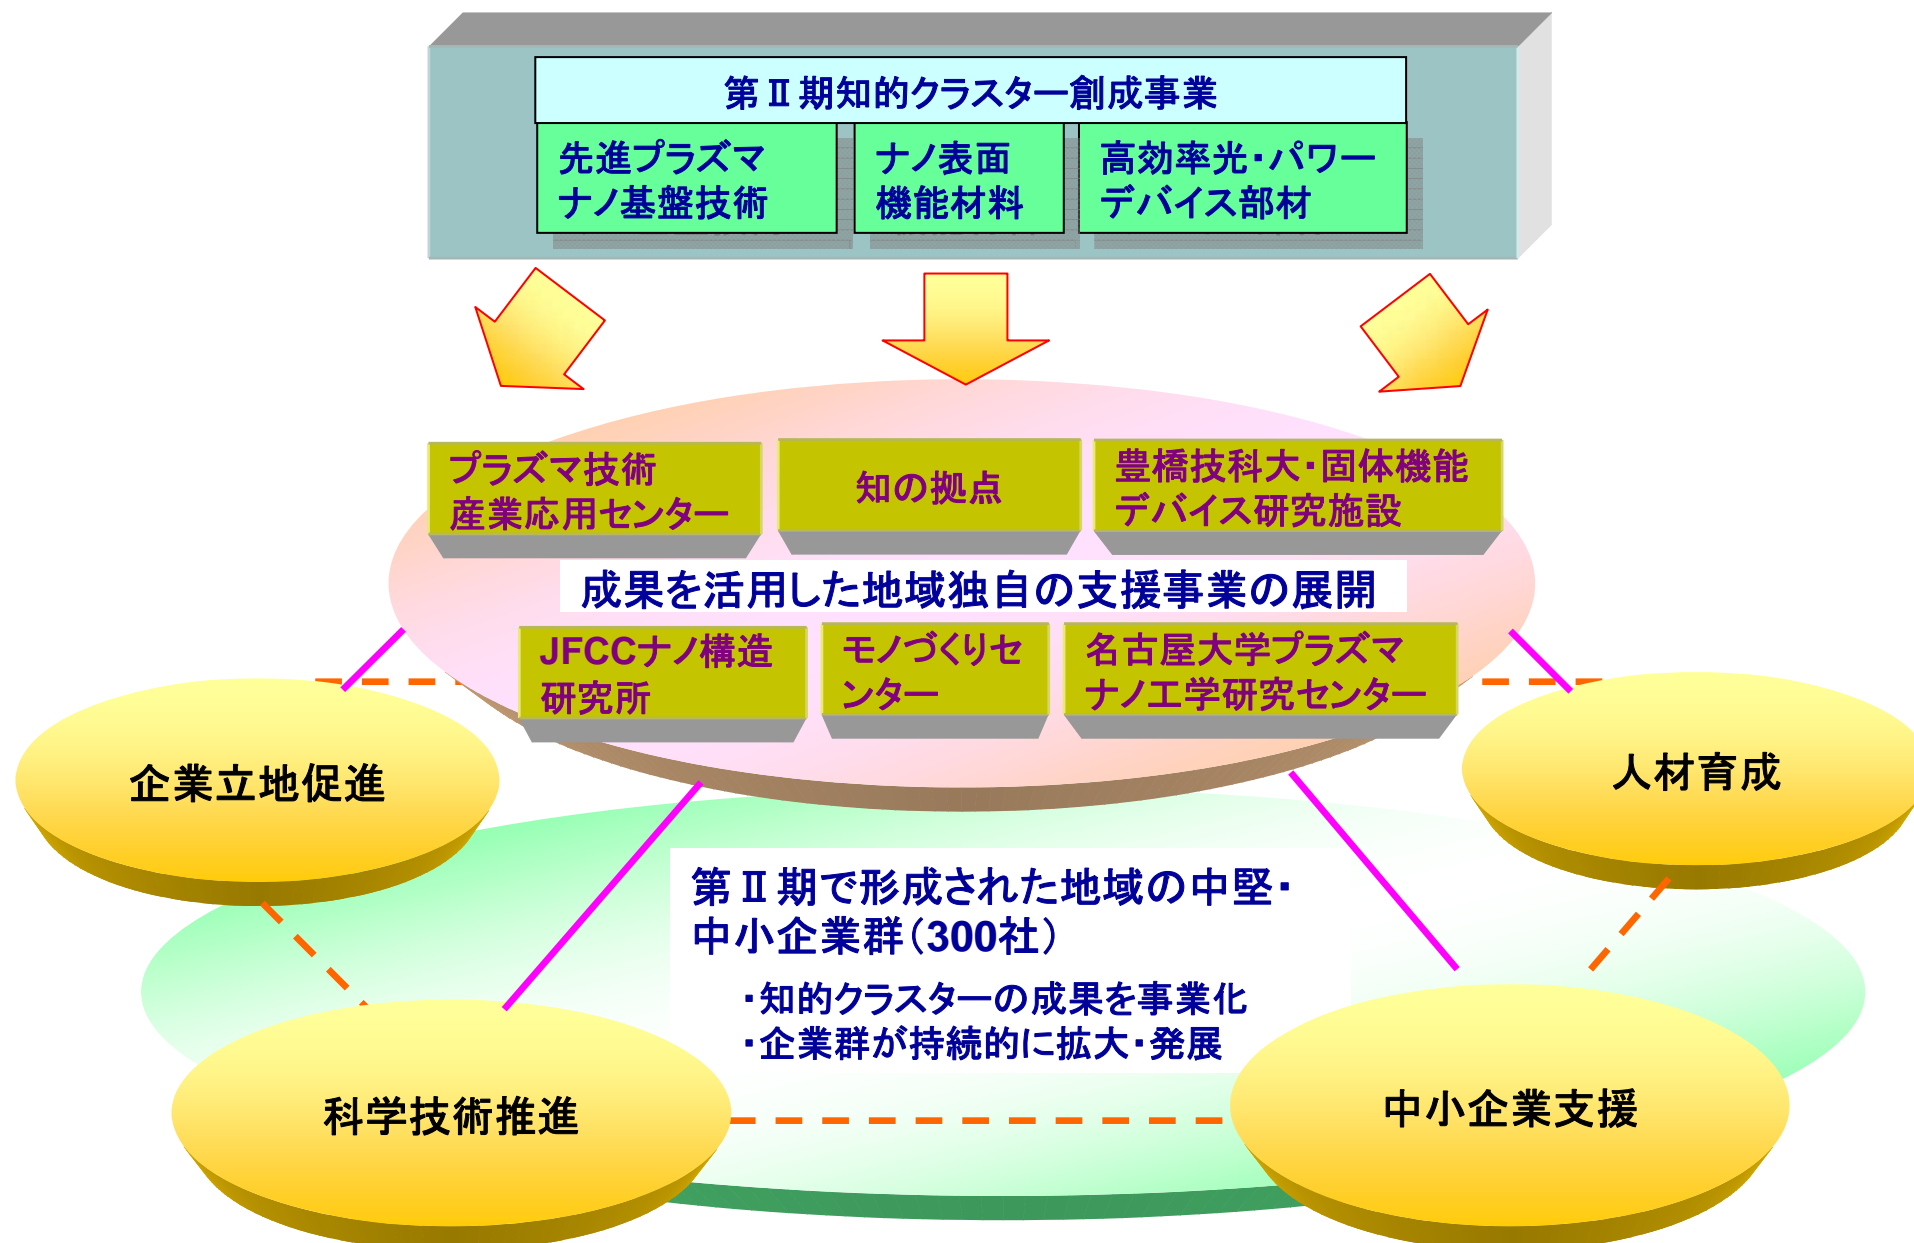 第Ⅱ期知的クラスター創成事業
先進プラズマ
ナノ基盤技術
ナノ表面
機能材料
高効率光・パワー
デバイス部材
プラズマ技術
産業応用センター
知の拠点
豊橋技科大・固体機能
デバイス研究施設
成果を活用した地域独自の支援事業の展開
JFCCナノ構造
研究所
モノづくりセ
ンター
名古屋大学プラズマ
ナノ工学研究センター
企業立地促進
人材育成
第Ⅱ期で形成された地域の中堅・
中小企業群（300社）
・知的クラスターの成果を事業化
・企業群が持続的に拡大・発展
科学技術推進
中小企業支援